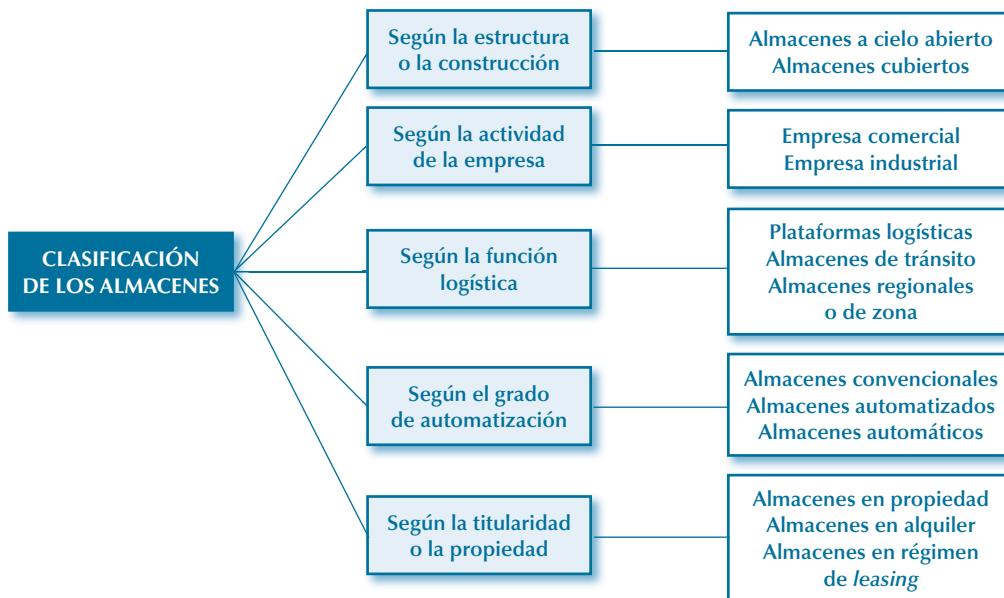 CLASIFICACIÓN
DE LOS ALMACENES
Según la estructura
o la construcción
Almacenes a cielo abierto
Almacenes cubiertos
Según la actividad
de la empresa
Empresa comercial
Empresa industrial
Según la función
logística
Plataformas logísticas
Almacenes de tránsito
Almacenes regionales
o de zona
Según el grado
de automatización
Almacenes convencionales
Almacenes automatizados
Almacenes automáticos
Según la titularidad
o la propiedad
Almacenes en propiedad
Almacenes en alquiler
Almacenes en régimen
de leasing